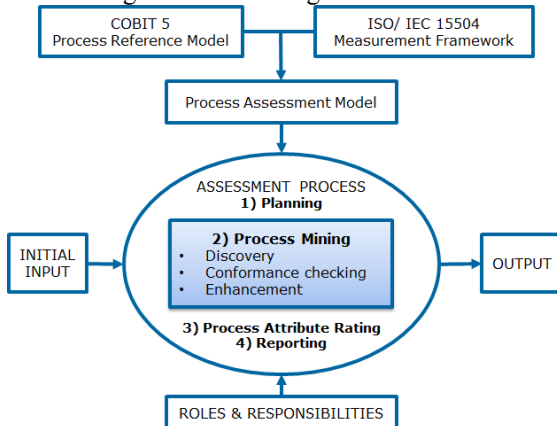 COBIT 5
Process Reference Model
ISO/ IEC 15504
Measurement Framework
Process Assessment Model
ASSESSMENT PROCESS
1) Planning
2) Process Mining
• Discovery
• Conformance checking
• Enhancement
3) Process Attribute Rating
4) Reporting
INITIAL
INPUT
OUTPUT
ROLES & RESPONSIBILITIES